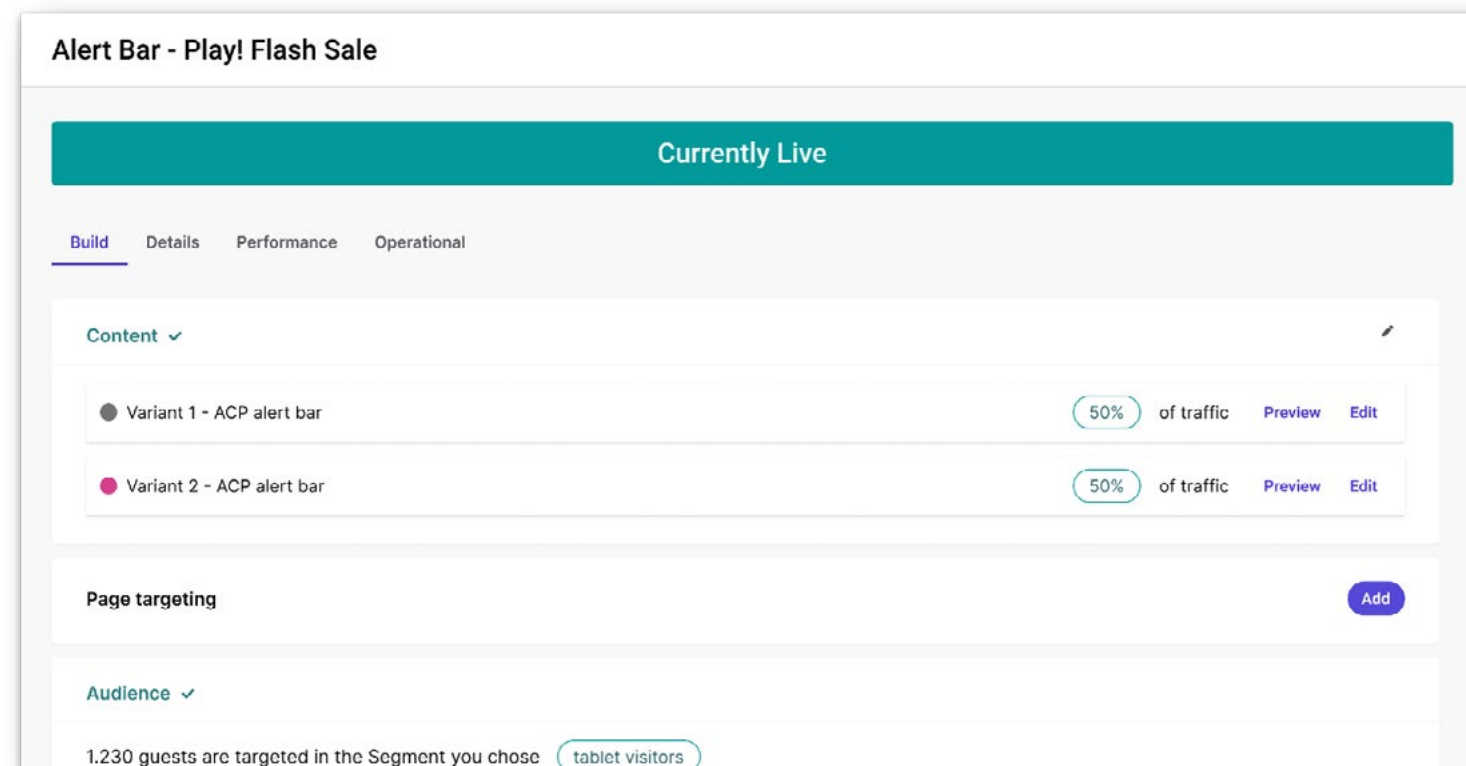 Alert Bar - Play! Flash Sale
Currently Live
Build Details Performance Operational
Content
Variant 1 - ACP alert bar 50% of traffic Preview Edit
Variant 2 - ACP alert bar 50% of traffic Preview Edit
Page targeting Add
Audience
1.230 guests are targeted in the Segment you chose tablet visitors